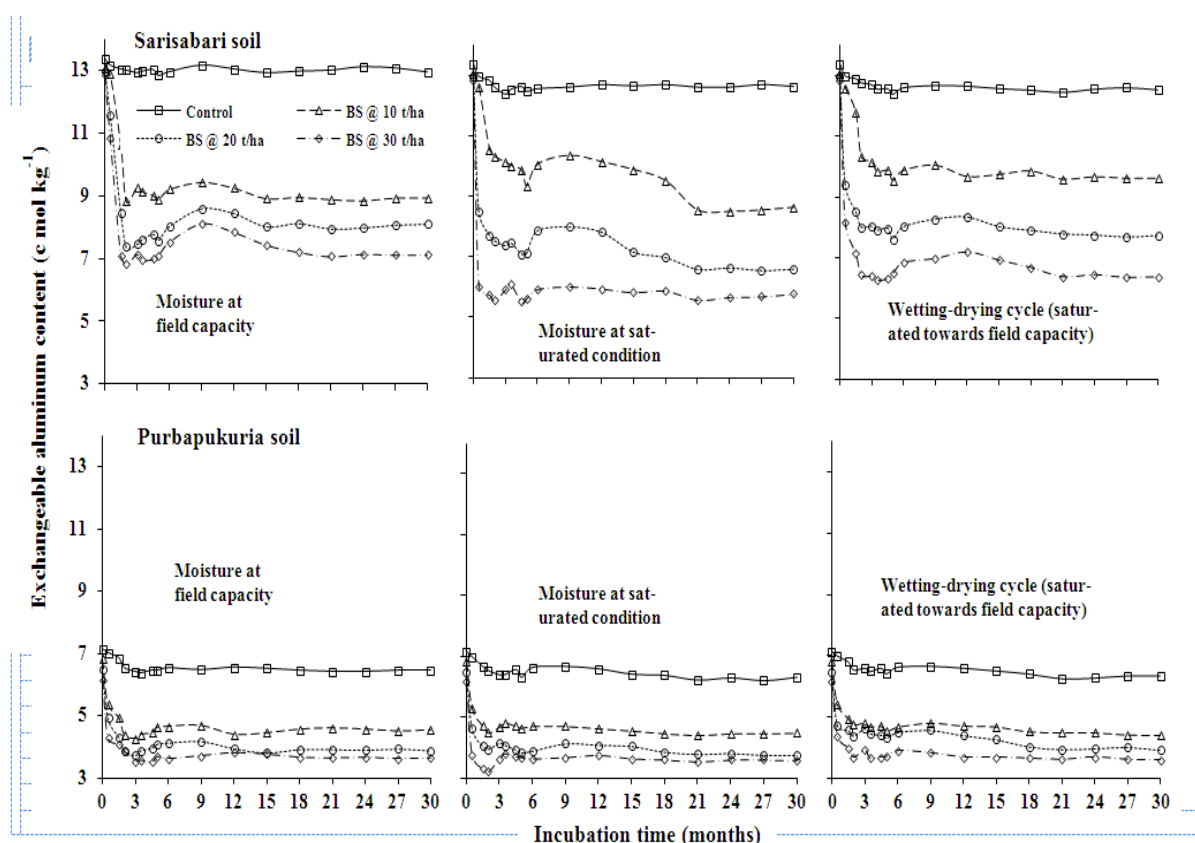 Exchangeable aluminum content (c mol kg⁻¹)
Sarisabari soil
Control
BS @ 10 t/ha
BS @ 20 t/ha
BS @ 30 t/ha
13
11
9
7
5
3
Moisture at
field capacity
Moisture at sat-
urated condition
Wetting-drying cycle (satur-
ated towards field capacity)
Purbapukuria soil
13
11
9
7
5
3
Moisture at
field capacity
Moisture at sat-
urated condition
Wetting-drying cycle (satur-
ated towards field capacity)
0 3 6 9 12 15 18 21 24 27 30
0 3 6 9 12 15 18 21 24 27 30
0 3 6 9 12 15 18 21 24 27 30
Incubation time (months)